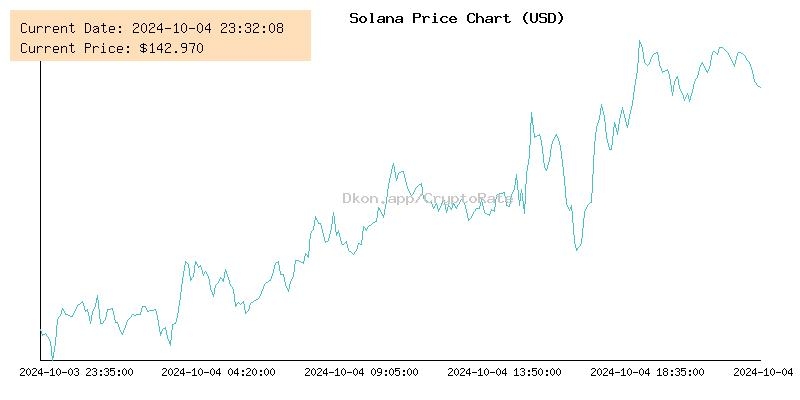 Solana Price Chart (USD)
Current Date: 2024-10-04 23:32:08
Current Price: $142.970
Dkon.app/CryptoRate
2024-10-03 23:35:00 2024-10-04 04:20:00 2024-10-04 09:05:00 2024-10-04 13:50:00 2024-10-04 18:35:00 2024-10-04